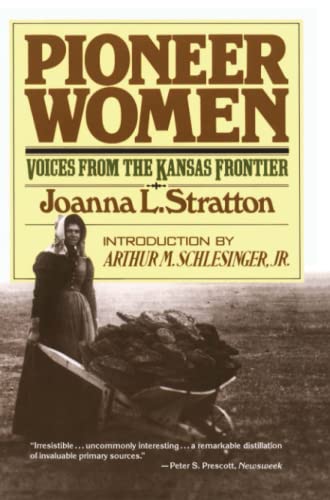 PIONEER
WOMEN
VOICES FROM THE KANSAS FRONTIER
Joanna L. Stratton
INTRODUCTION BY
ARTHUR M. SCHLESINGER, JR.
"Irresistible . . . uncommonly interesting . . . a remarkable distillation
of invaluable primary sources."
—Peter S. Prescott, Newsweek